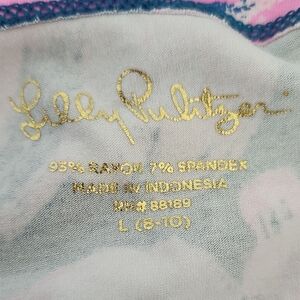 Lilly Pulitzer
93% RAYON 7% SPANDEX
MADE IN INDONESIA
RN# 88189
L (8-10)